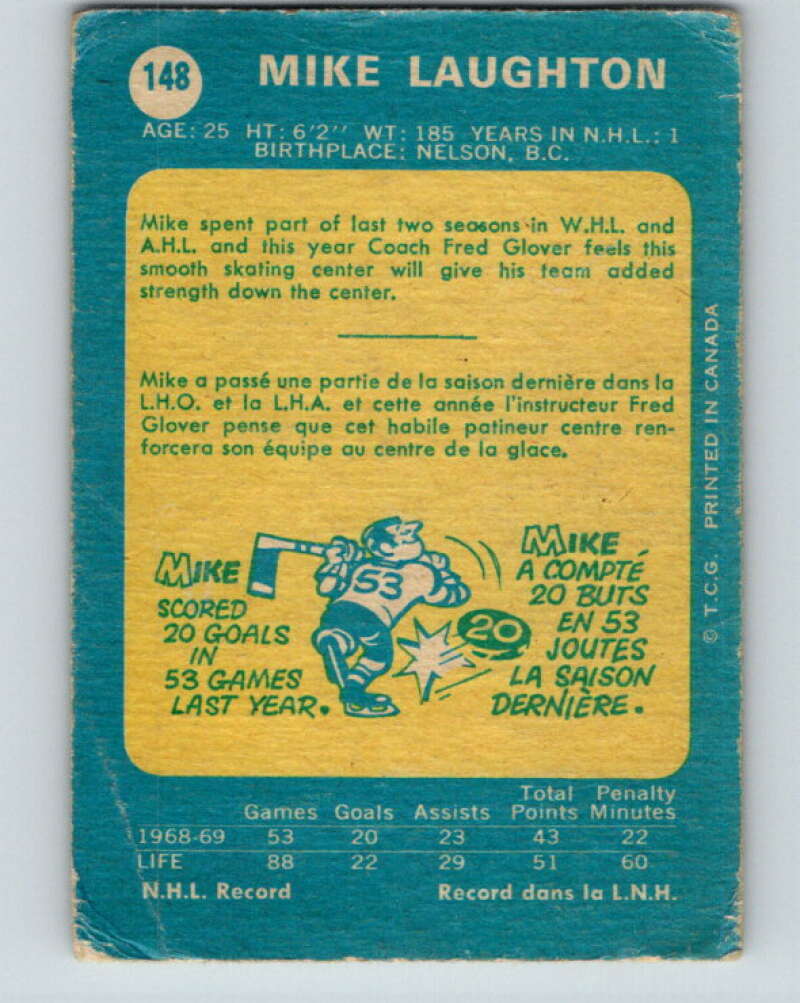 148 MIKE LAUGHTON
AGE: 25 HT: 6'2'' WT: 185 YEARS IN N.H.L.: 1
BIRTHPLACE: NELSON, B.C.
Mike spent part of last two seasons in W.H.L. and
A.H.L. and this year Coach Fred Glover feels this
smooth skating center will give his team added
strength down the center.
Mike a passé une partie de la saison dernière dans la
L.H.O. et la L.H.A. et cette année l'instructeur Fred
Glover pense que cet habile patineur centre ren-
forcera son équipe au centre de la glace.
MIKE
SCORED
20 GOALS
IN
53 GAMES
LAST YEAR.
53
20
MIKE
A COMPTÉ
20 BUTS
EN 53
JOUTES
LA SAISON
DERNIÈRE.
© T.C.G. PRINTED IN CANADA
Total Penalty
Games Goals Assists Points Minutes
1968-69 53 20 23 43 22
LIFE 88 22 29 51 60
N.H.L. Record Record dans la L.N.H.